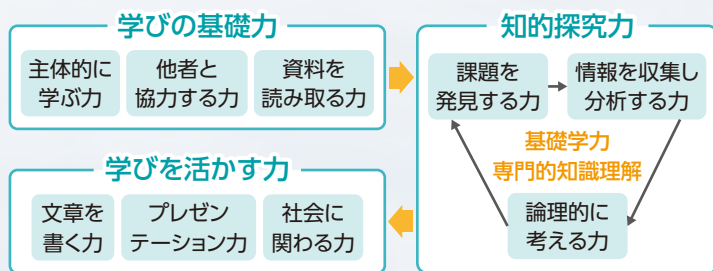 学びの基礎力
主体的に
学ぶ力
他者と
協力する力
資料を
読み取る力
知的探究力
課題を
発見する力
情報を収集し
分析する力
基礎学力
専門的知識理解
論理的に
考える力
学びを活かす力
文章を
書く力
プレゼン
テーション力
社会に
関わる力